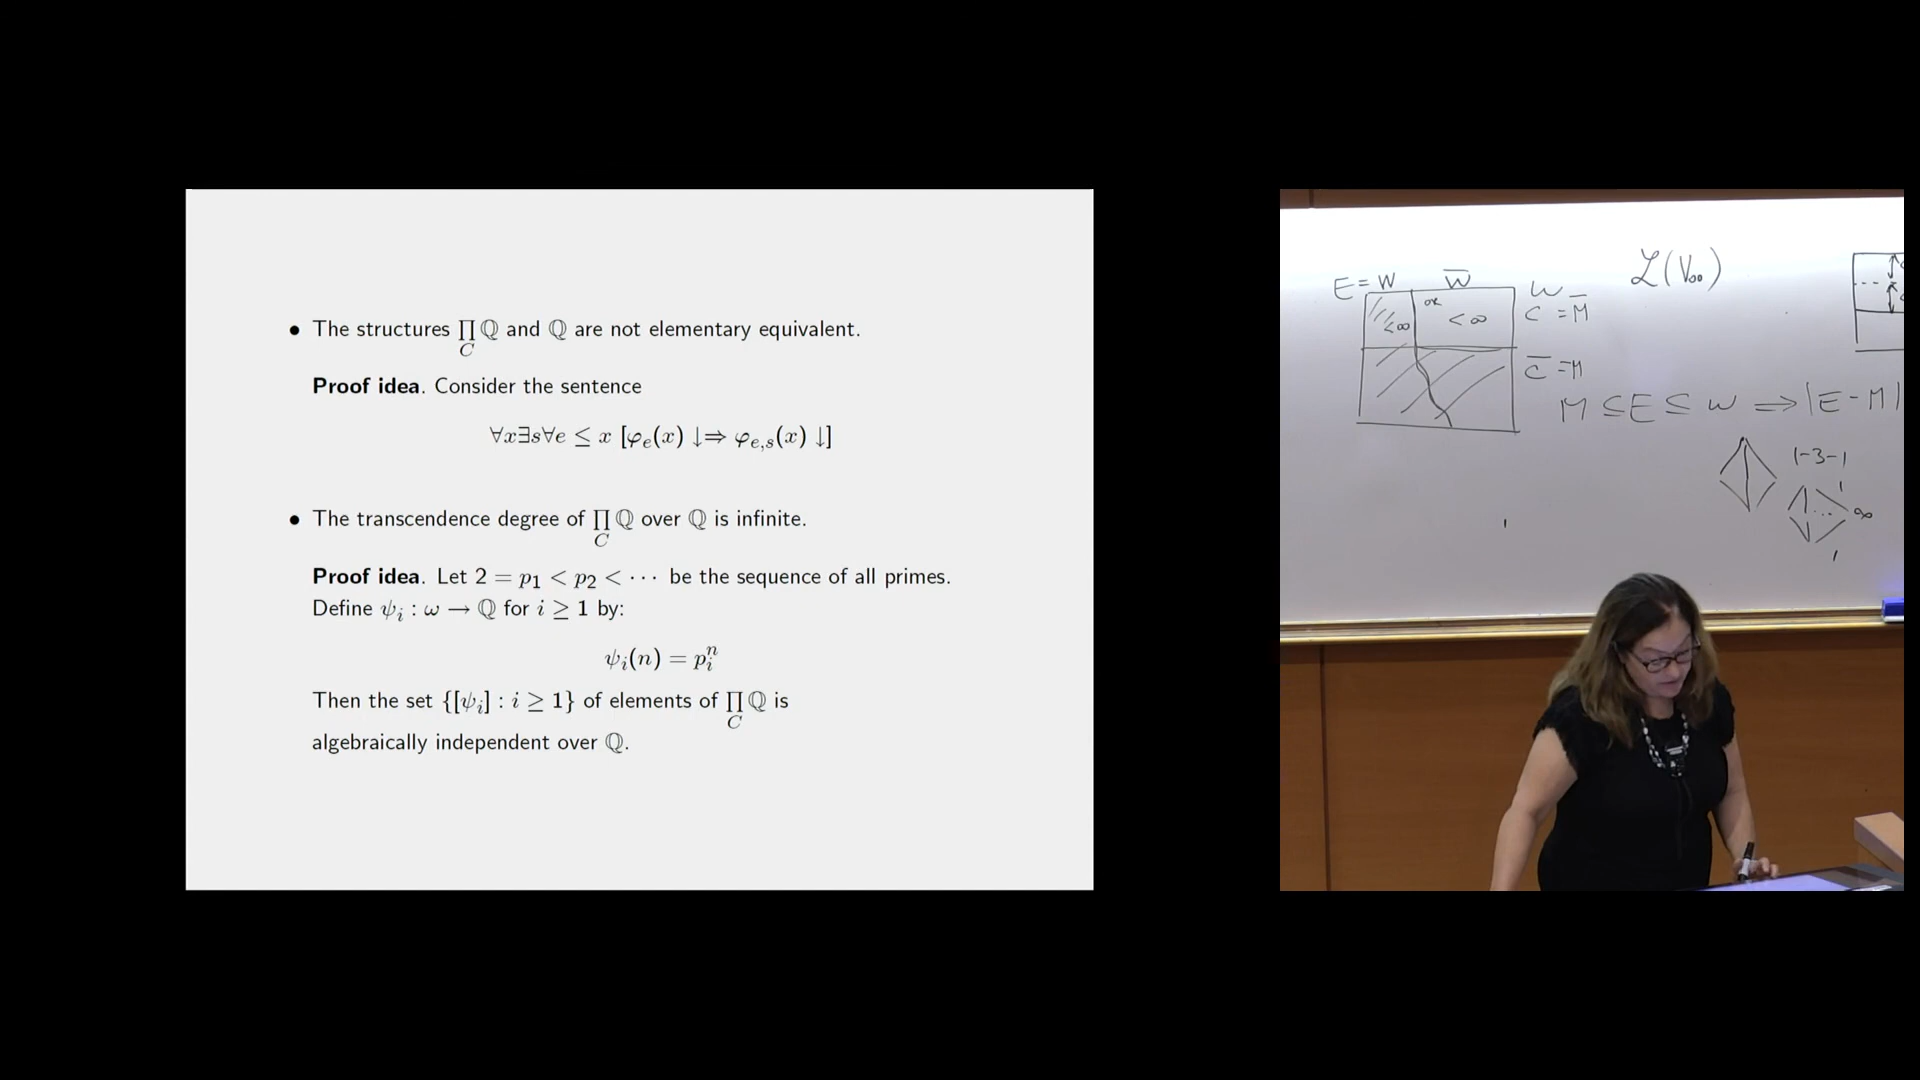 • The structures ∏_C ℚ and ℚ are not elementary equivalent.
Proof idea. Consider the sentence
∀x∃s∀e ≤ x [φ_e(x) ↓⇒ φ_{e,s}(x) ↓]
• The transcendence degree of ∏_C ℚ over ℚ is infinite.
Proof idea. Let 2 = p_1 < p_2 < ··· be the sequence of all primes.
Define ψ_i : ω → ℚ for i ≥ 1 by:
ψ_i(n) = p_i^n
Then the set {[ψ_i] : i ≥ 1} of elements of ∏_C ℚ is
algebraically independent over ℚ.
ℒ(V_∞)
E = W W̅ ω
<∞ <∞ C = M̅
C̅ = M
M ⊆ E ⊆ ω ⇒ |E - M|
1-3-1
1
... ∞
1